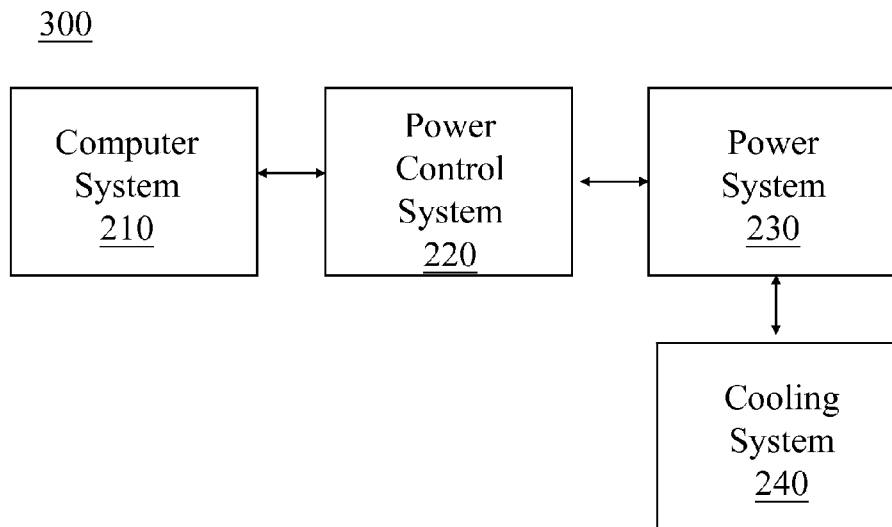 300
Computer
System
210
Power
Control
System
220
Power
System
230
Cooling
System
240